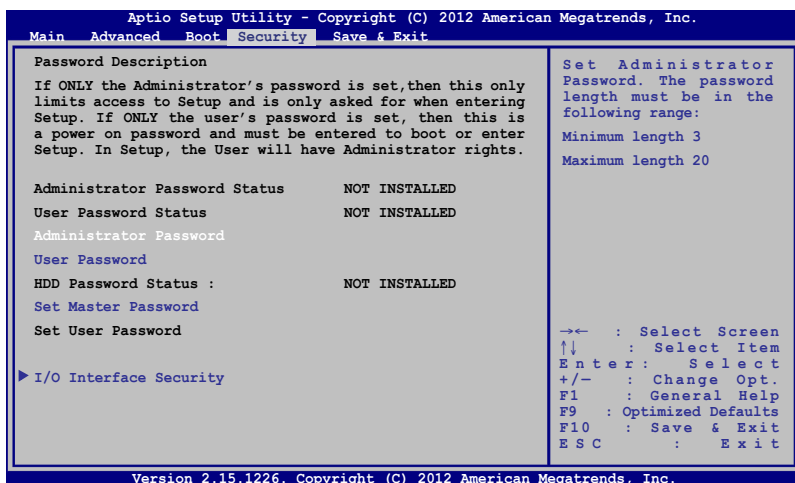 Aptio Setup Utility - Copyright (C) 2012 American Megatrends, Inc.
Main Advanced Boot Security Save & Exit
Password Description
If ONLY the Administrator's password is set,then this only
limits access to Setup and is only asked for when entering
Setup. If ONLY the user's password is set, then this is
a power on password and must be entered to boot or enter
Setup. In Setup, the User will have Administrator rights.
Administrator Password Status NOT INSTALLED
User Password Status NOT INSTALLED
Administrator Password
User Password
HDD Password Status : NOT INSTALLED
Set Master Password
Set User Password
▶ I/O Interface Security
Set Administrator
Password. The password
length must be in the
following range:
Minimum length 3
Maximum length 20
→← : Select Screen
↑↓ : Select Item
Enter: Select
+/— : Change Opt.
F1 : General Help
F9 : Optimized Defaults
F10 : Save & Exit
ESC : Exit
Version 2.15.1226. Copyright (C) 2012 American Megatrends, Inc.